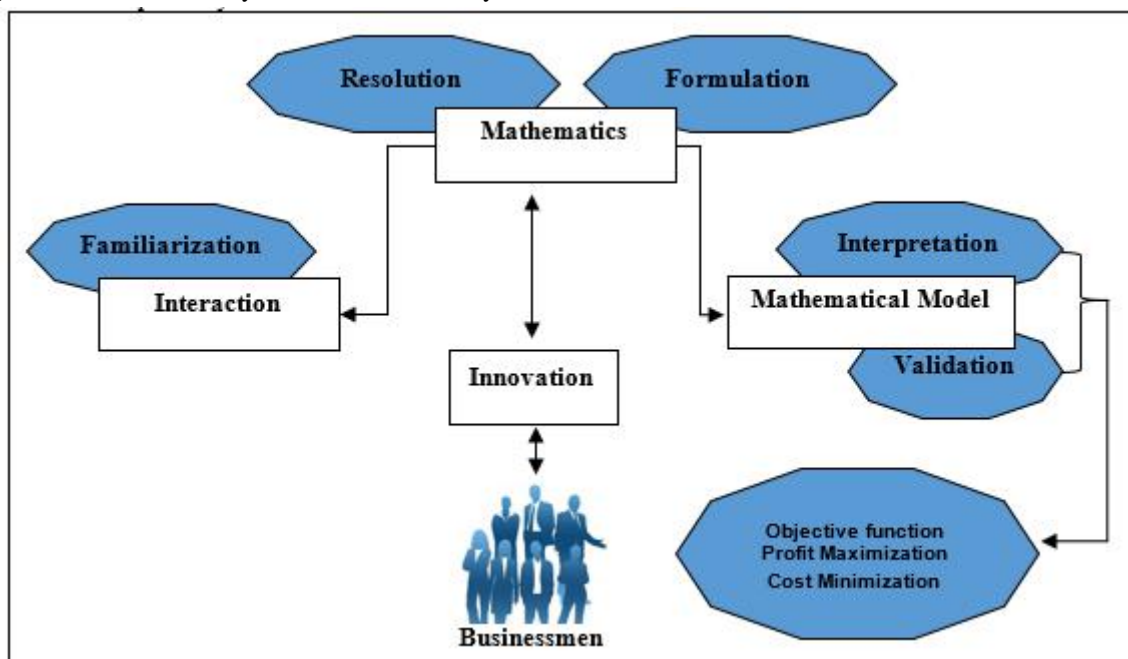 Resolution
Formulation
Mathematics
Familiarization
Interaction
Interpretation
Mathematical Model
Validation
Innovation
Objective function
Profit Maximization
Cost Minimization
Businessmen